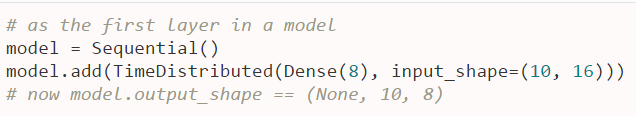 # as the first layer in a model
model = Sequential()
model.add(TimeDistributed(Dense(8), input_shape=(10, 16)))
# now model.output_shape == (None, 10, 8)